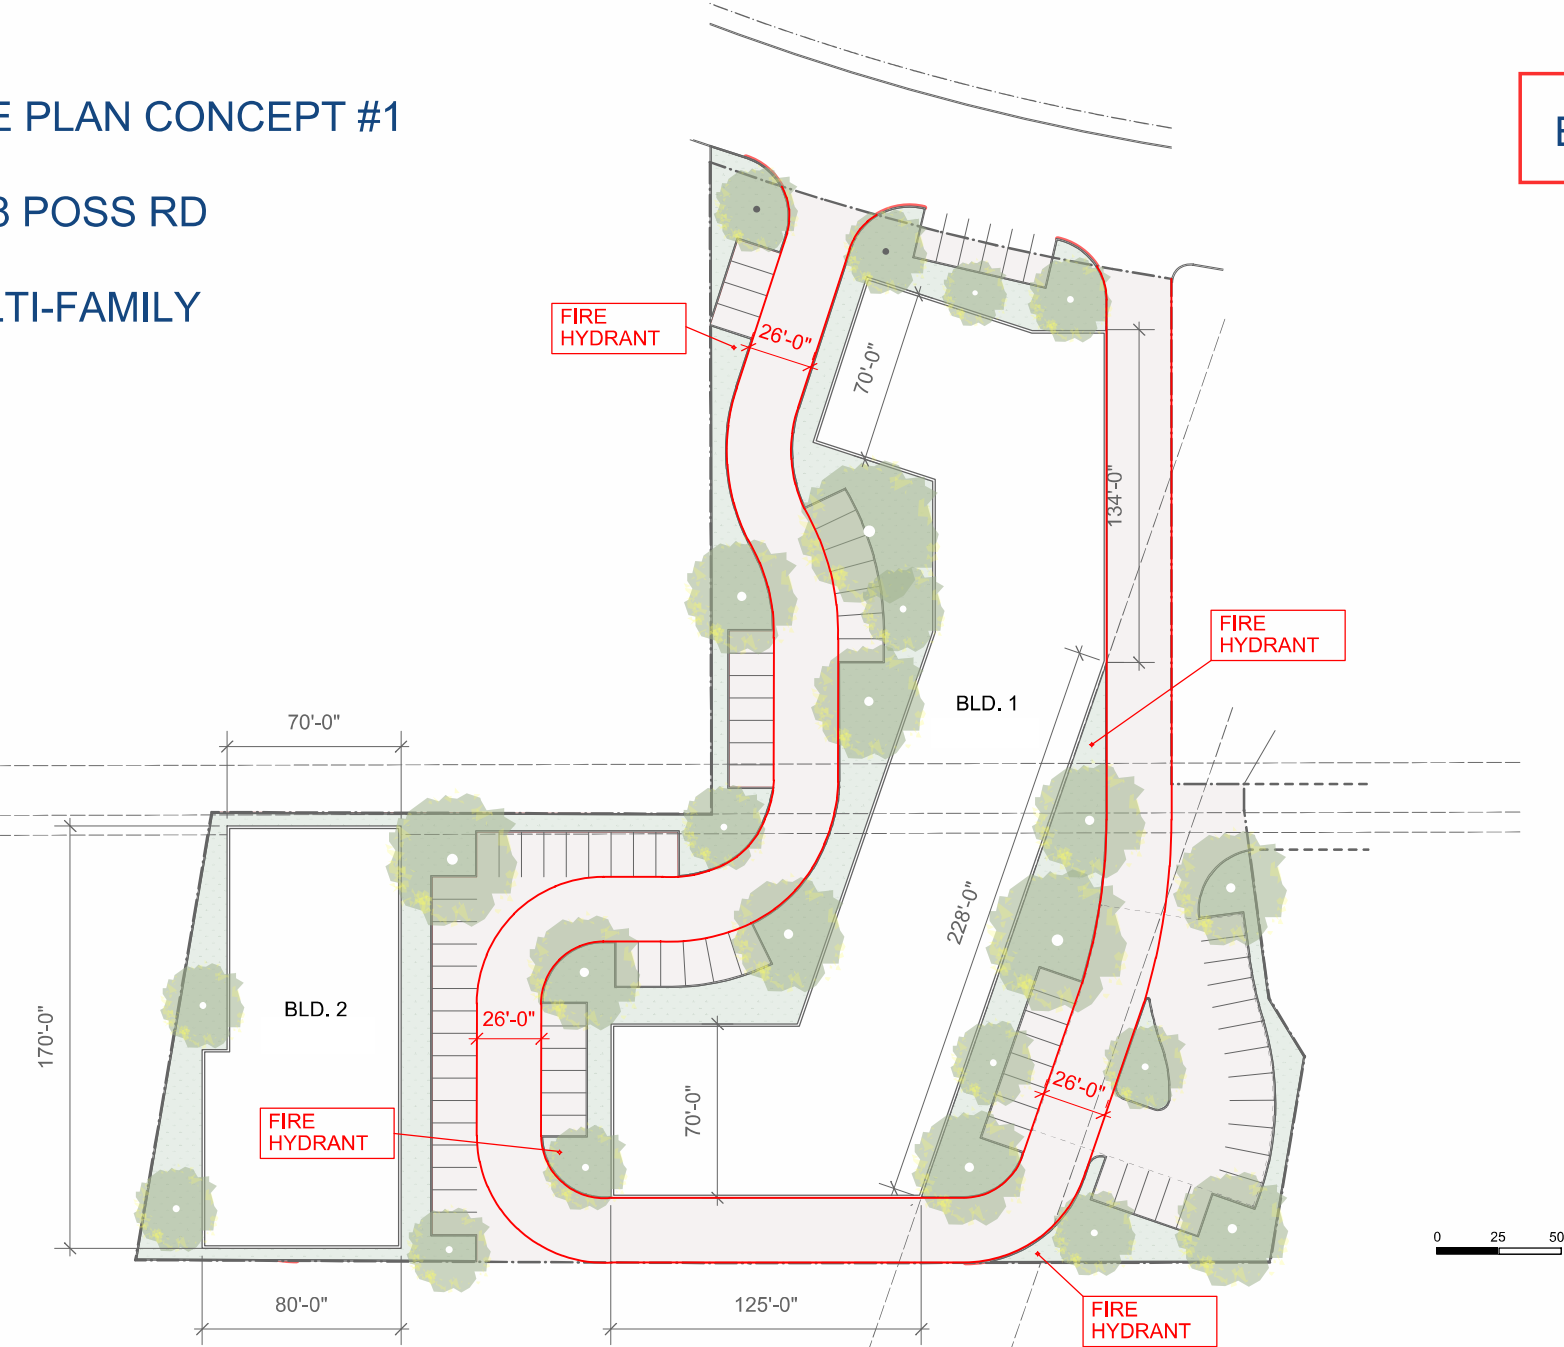 PLAN CONCEPT #1
POSS RD
FAMILY
FIRE
HYDRANT
26'-0"
70'-0"
134'-0"
FIRE
HYDRANT
BLD. 1
70'-0"
228'-0"
BLD. 2
170'-0"
26'-0"
26'-0"
70'-0"
FIRE
HYDRANT
0 25 50
80'-0"
125'-0"
FIRE
HYDRANT